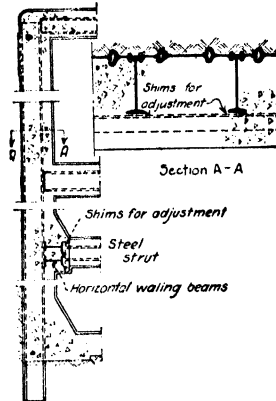 Shims for
adjustment
A
A
Section A-A
Shims for adjustment
Steel
strut
Horizontal waling beams